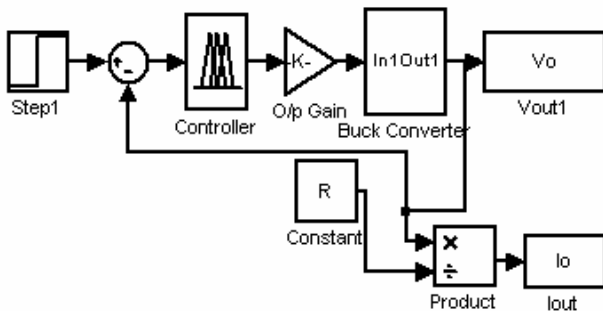 +
-
-K-
In1Out1
Vo
Step1
Controller
O/p Gain
Buck Converter
Vout1
R
Constant
×
÷
Product
Io
Iout